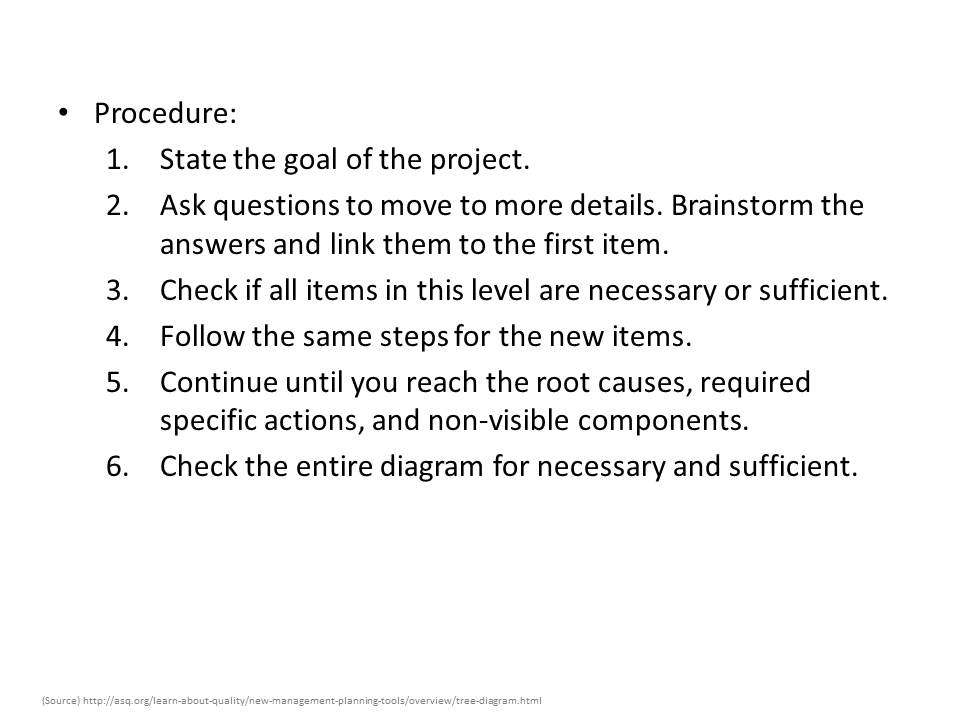 • Procedure:
1. State the goal of the project.
2. Ask questions to move to more details. Brainstorm the
answers and link them to the first item.
3. Check if all items in this level are necessary or sufficient.
4. Follow the same steps for the new items.
5. Continue until you reach the root causes, required
specific actions, and non-visible components.
6. Check the entire diagram for necessary and sufficient.
(Source) http://asq.org/learn-about-quality/new-management-planning-tools/overview/tree-diagram.html